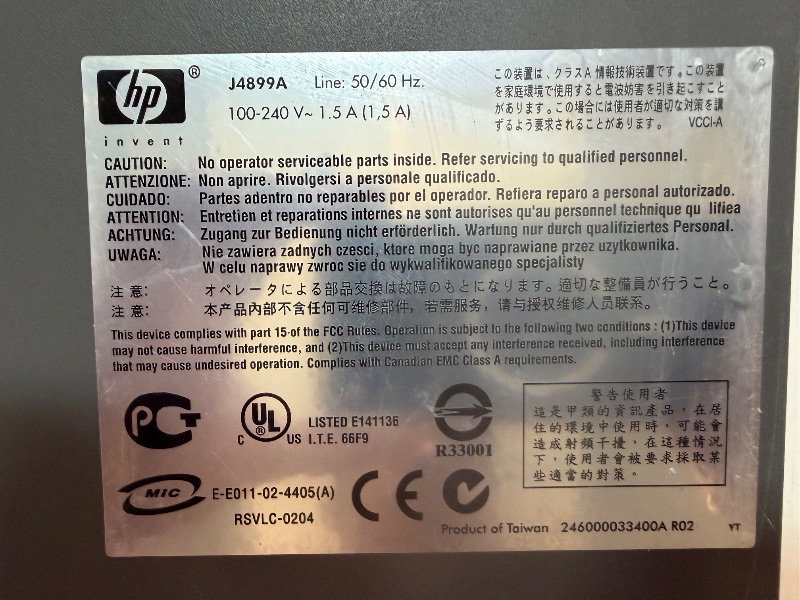 hp ®
invent
J4899A Line: 50/60 Hz.
100-240 V~ 1.5 A (1,5 A)
この装置は、クラスA 情報技術装置です。この装置
を家庭環境で使用すると電波妨害を引き起こすこと
があります。この場合には使用者が適切な対策を講
ずるよう要求されることがあります。 VCCI-A
CAUTION: No operator serviceable parts inside. Refer servicing to qualified personnel.
ATTENZIONE: Non aprire. Rivolgersi a personale qualificado.
CUIDADO: Partes adentro no reparables por el operador. Refiera reparo a personal autorizado.
ATTENTION: Entretien et reparations internes ne sont autorises qu'au personnel technique qu lifiea
ACHTUNG: Zugang zur Bedienung nicht erförderlich. Wartung nur durch qualifiziertes Personal.
UWAGA: Nie zawiera zadnych czesci, ktore moga byc naprawiane przez uzytkownika.
W celu naprawy zwroc sie do wykwalifikowanego specjalisty
注意: オペレータによる部品交換は故障のもとになります。適切な整備員が行うこと。
注意: 本产品内部不含任何可维修部件，若需服务，请与授权维修人员联系。
This device complies with part 15 of the FCC Rules. Operation is subject to the following two conditions : (1)This device
may not cause harmful interference, and (2)This device must accept any interference received, including interference
that may cause undesired operation. Complies with Canadian EMC Class A requirements.
PCT
C UL US ®
LISTED E141136
I.T.E. 66F9
R33001
警告使用者
這是甲類的資訊產品，在居
住的環境中使用時，可能會
造成射頻干擾，在這種情況
下，使用者會被要求採取某
些適當的對策。
MIC
E-E011-02-4405(A)
RSVLC-0204
CE
Product of Taiwan 246000033400A R02 YT